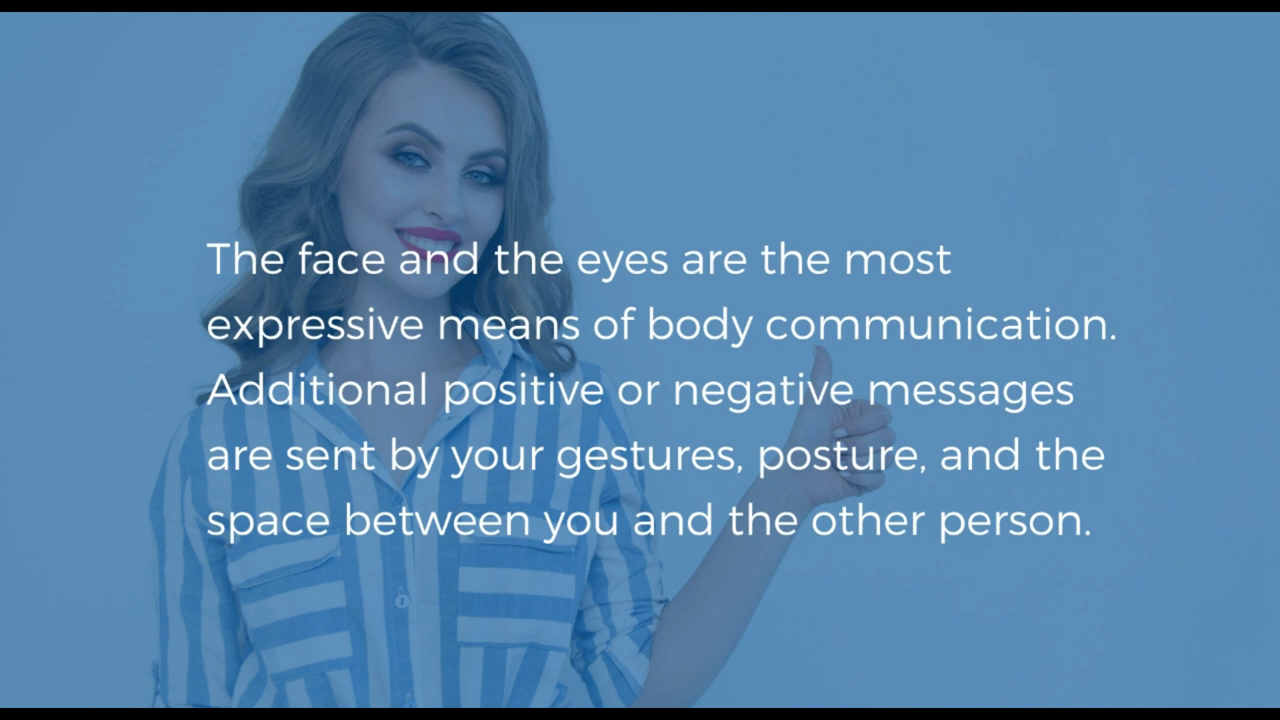 The face and the eyes are the most
expressive means of body communication.
Additional positive or negative messages
are sent by your gestures, posture, and the
space between you and the other person.